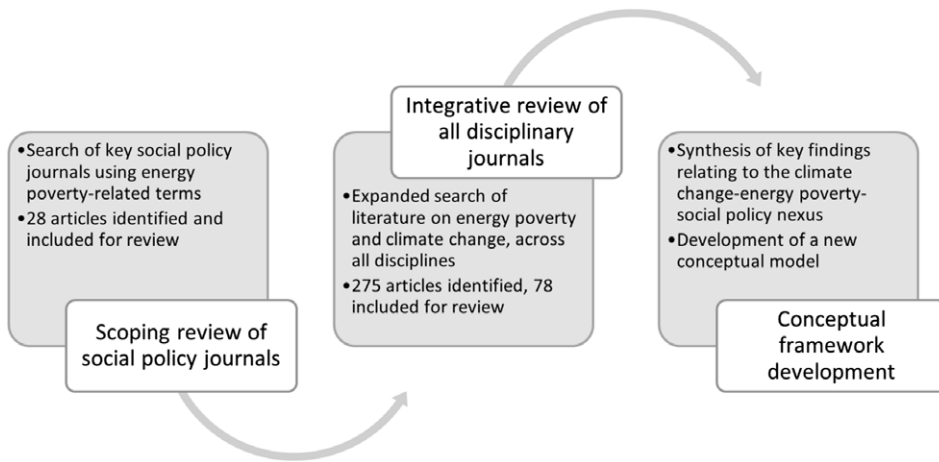 •Search of key social policy
journals using energy
poverty-related terms
•28 articles identified and
included for review
Scoping review of
social policy journals
Integrative review of
all disciplinary
journals
•Expanded search of
literature on energy poverty
and climate change, across
all disciplines
•275 articles identified, 78
included for review
•Synthesis of key findings
relating to the climate
change-energy poverty-
social policy nexus
•Development of a new
conceptual model
Conceptual
framework
development